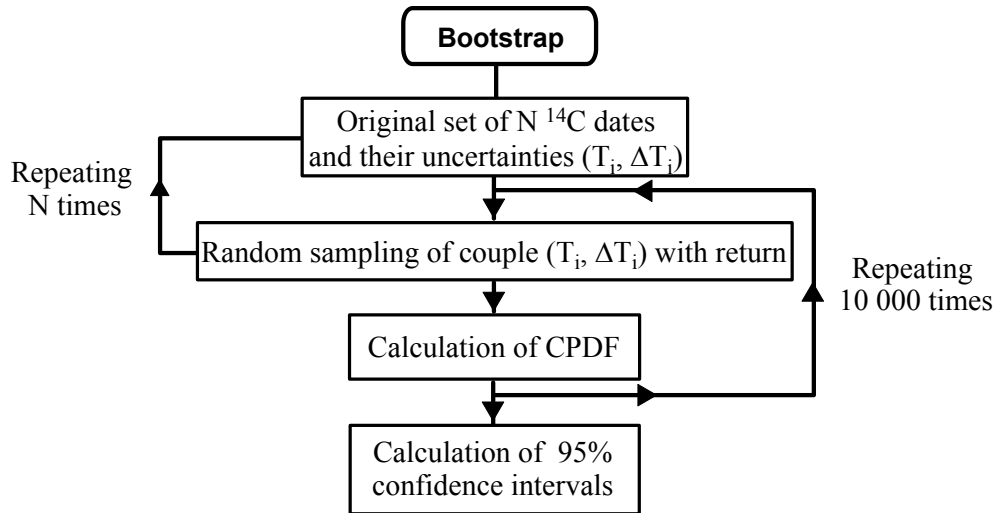 Bootstrap
Original set of N ¹⁴C dates
and their uncertainties (Tᵢ, ΔTᵢ)
Repeating
N times
Random sampling of couple (Tᵢ, ΔTᵢ) with return
Repeating
10 000 times
Calculation of CPDF
Calculation of 95%
confidence intervals